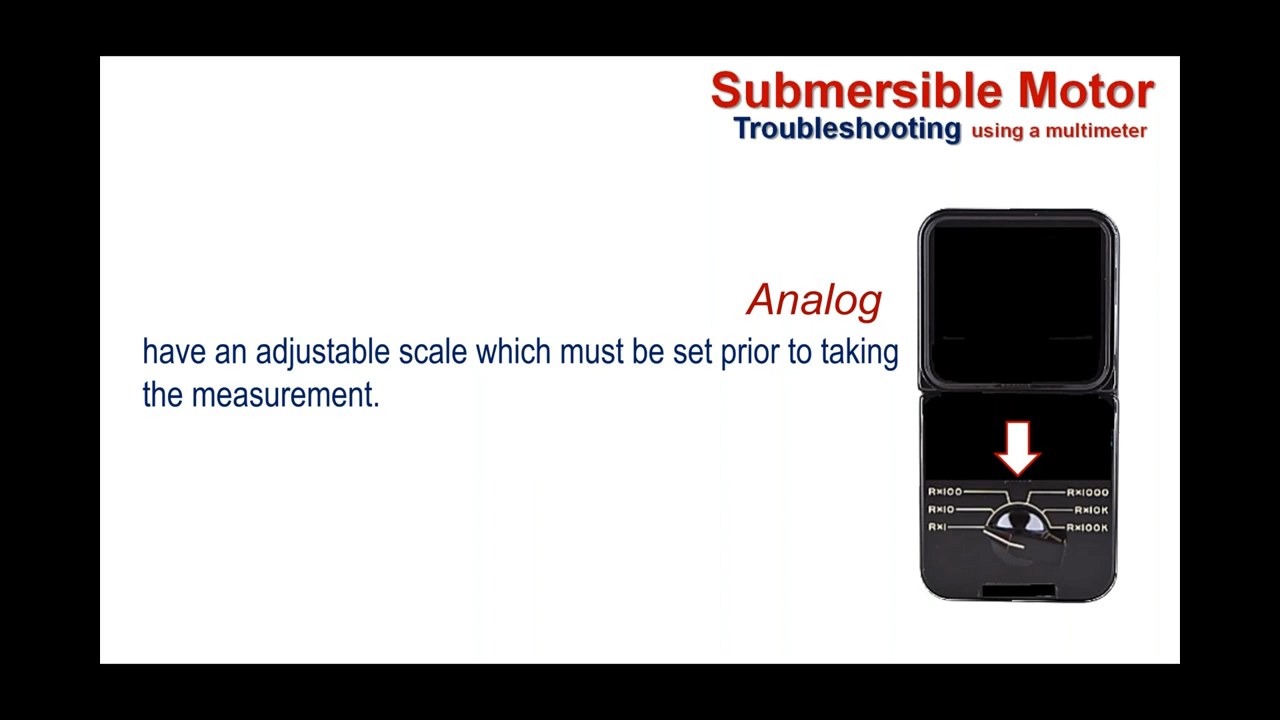 Submersible Motor
Troubleshooting using a multimeter
Analog
have an adjustable scale which must be set prior to taking
the measurement.
R×100 R×1000
R×10 R×10K
R×1 R×100K